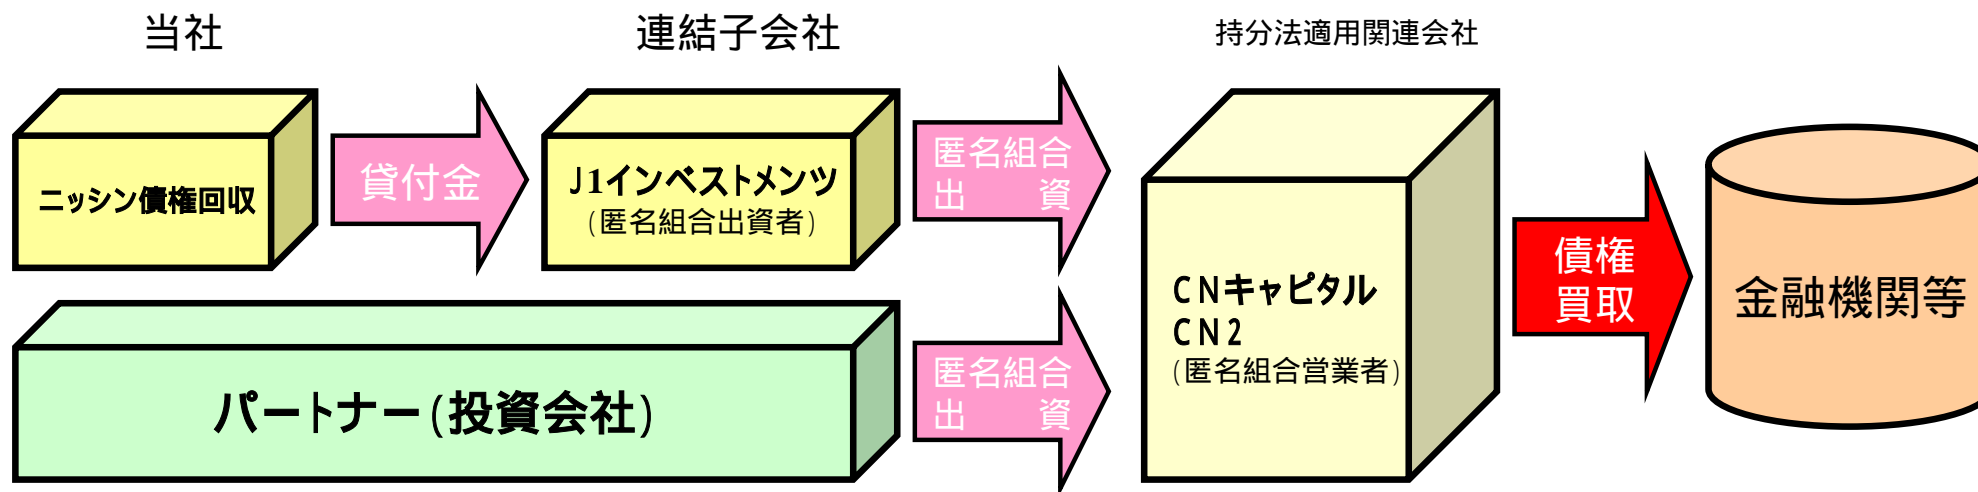 当社
連結子会社
持分法適用関連会社
ニッシン債権回収
貸付金
J1インベストメンツ
(匿名組合出資者)
匿名組合
出 資
CNキャピタル
CN2
(匿名組合営業者)
債権
買取
金融機関等
パートナー(投資会社)
匿名組合
出 資